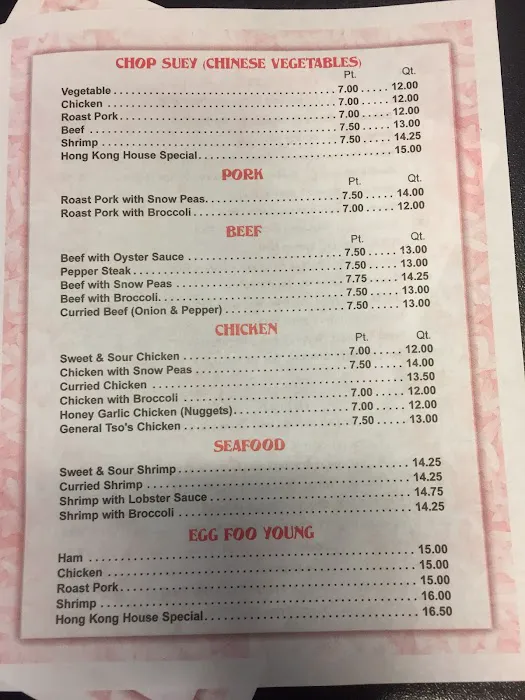 CHOP SUEY (CHINESE VEGETABLES)
Pt. Qt.
Vegetable 7.00 12.00
Chicken 7.00 12.00
Roast Pork 7.00 12.00
Beef 7.50 13.00
Shrimp 7.50 14.25
Hong Kong House Special 15.00
PORK
Pt. Qt.
Roast Pork with Snow Peas 7.50 14.00
Roast Pork with Broccoli 7.00 12.00
BEEF
Pt. Qt.
Beef with Oyster Sauce 7.50 13.00
Pepper Steak 7.50 13.00
Beef with Snow Peas 7.75 14.25
Beef with Broccoli 7.50 13.00
Curried Beef (Onion & Pepper) 7.50 13.00
CHICKEN
Pt. Qt.
Sweet & Sour Chicken 7.00 12.00
Chicken with Snow Peas 7.50 14.00
Curried Chicken 13.50
Chicken with Broccoli 7.00 12.00
Honey Garlic Chicken (Nuggets) 7.00 12.00
General Tso's Chicken 7.50 13.00
SEAFOOD
Sweet & Sour Shrimp 14.25
Curried Shrimp 14.25
Shrimp with Lobster Sauce 14.75
Shrimp with Broccoli 14.25
EGG FOO YOUNG
Ham 15.00
Chicken 15.00
Roast Pork 15.00
Shrimp 16.00
Hong Kong House Special 16.50